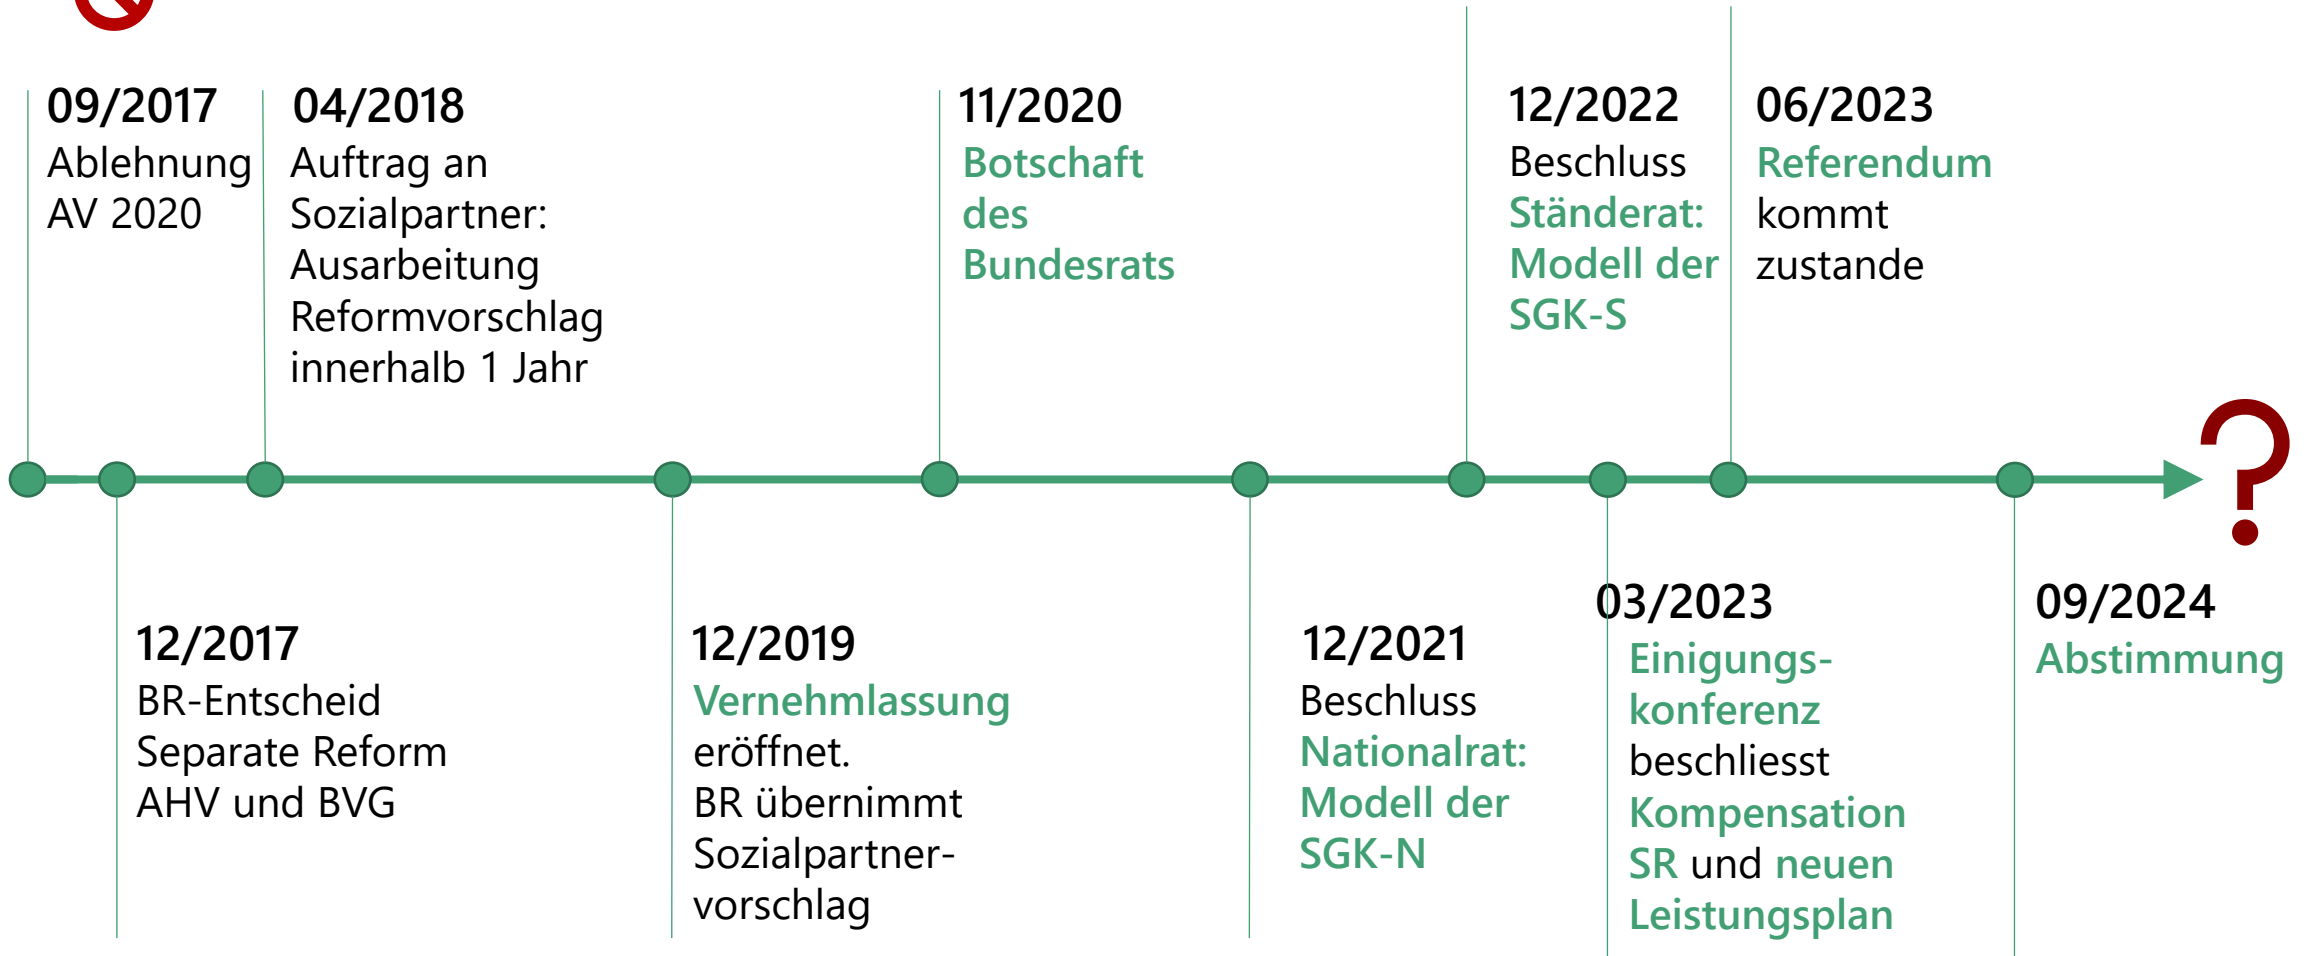 09/2017
Ablehnung
AV 2020
04/2018
Auftrag an
Sozialpartner:
Ausarbeitung
Reformvorschlag
innerhalb 1 Jahr
11/2020
Botschaft
des
Bundesrats
12/2022
Beschluss
Ständerat:
Modell der
SGK-S
06/2023
Referendum
kommt
zustande
?
12/2017
BR-Entscheid
Separate Reform
AHV und BVG
12/2019
Vernehmlassung
eröffnet.
BR übernimmt
Sozialpartner-
vorschlag
12/2021
Beschluss
Nationalrat:
Modell der
SGK-N
03/2023
Einigungs-
konferenz
beschliesst
Kompensation
SR und neuen
Leistungsplan
09/2024
Abstimmung